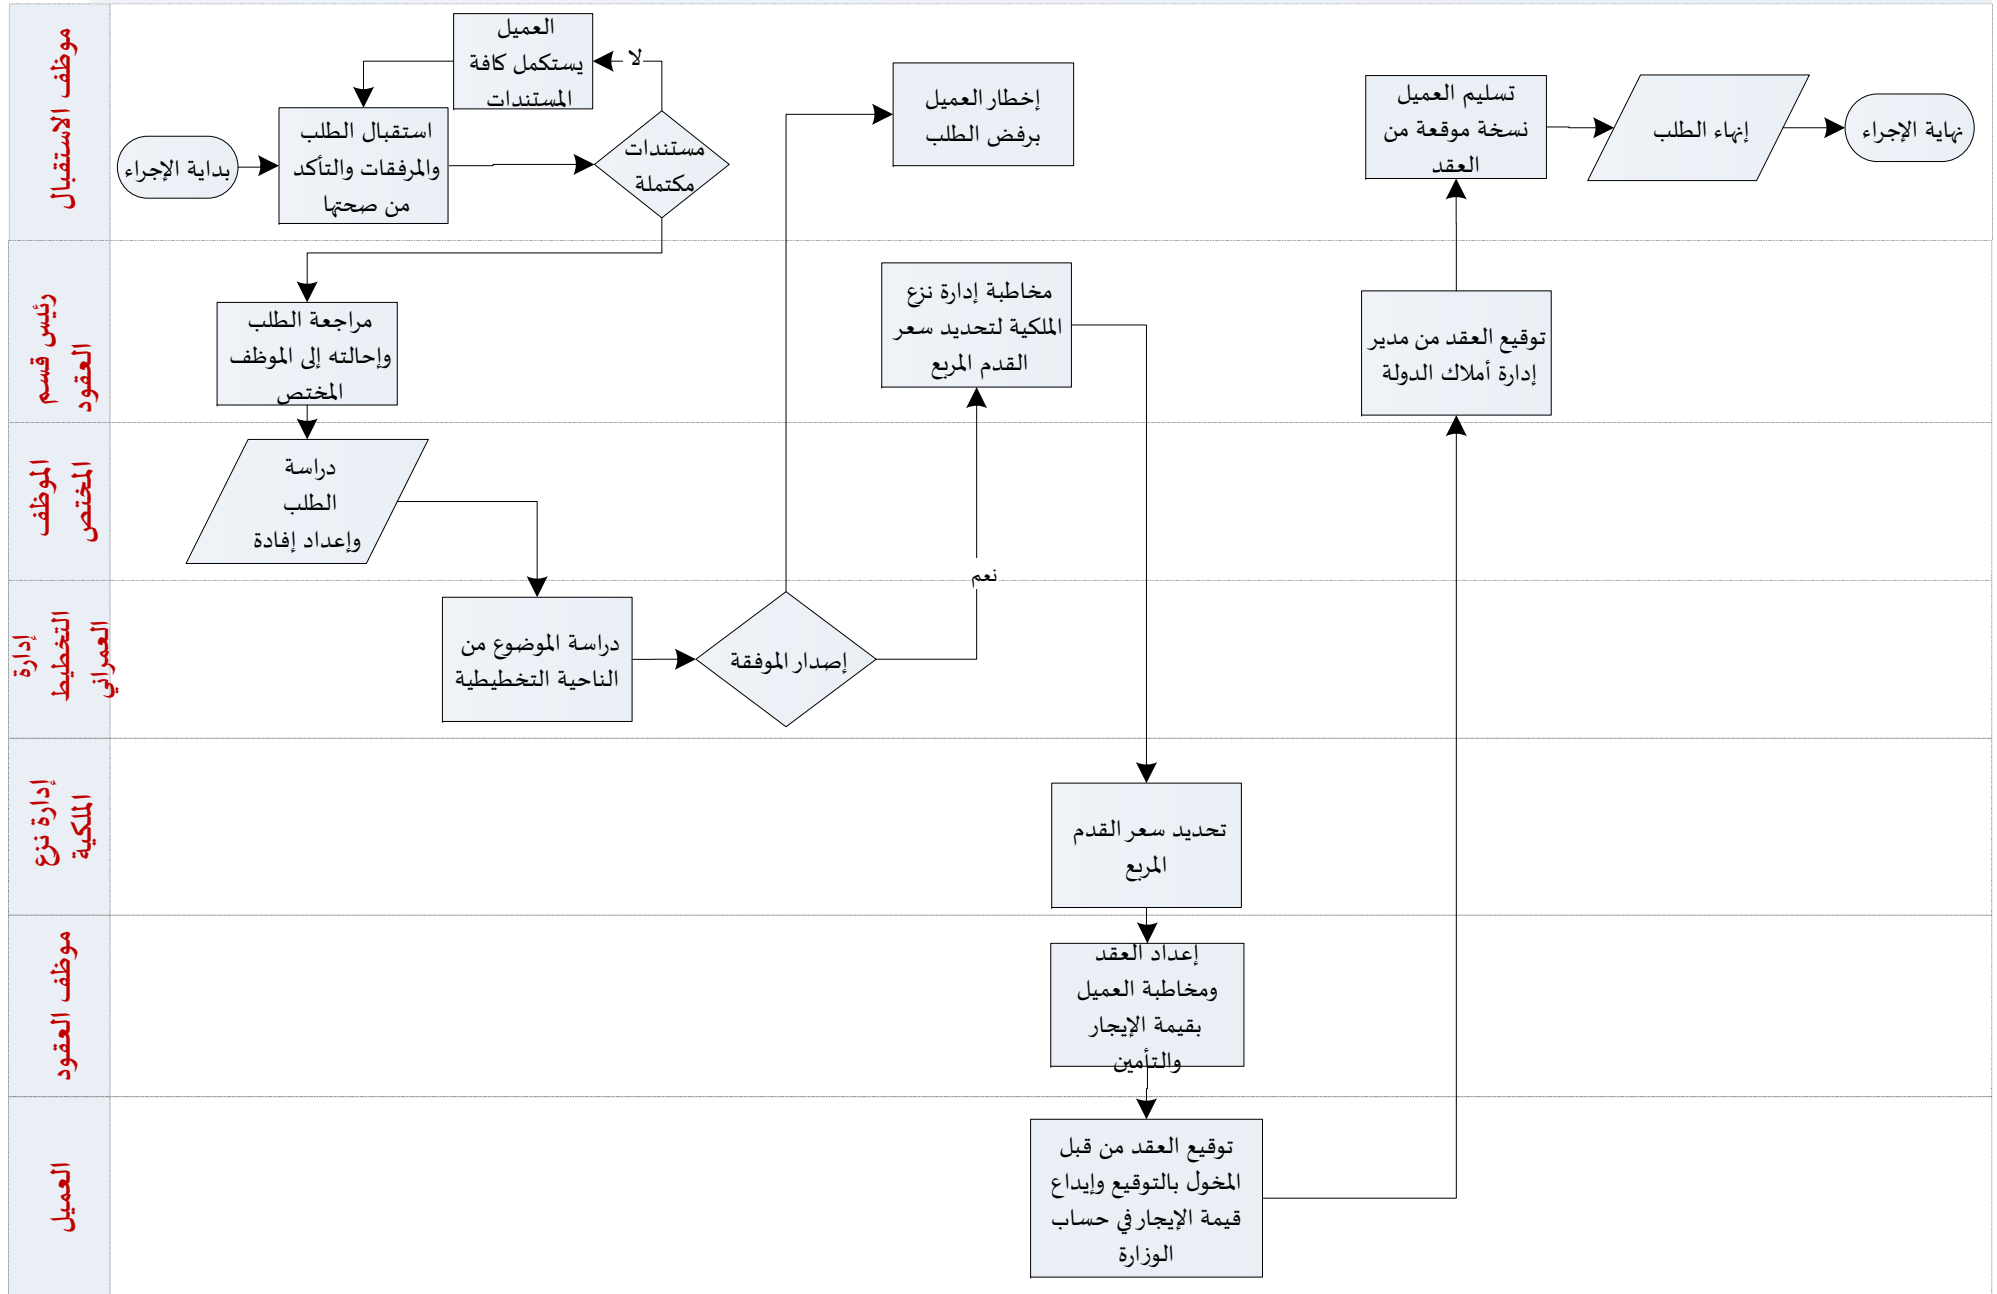 موظف الاستقبال
بداية الإجراء
استقبال الطلب
والمرفقات والتأكد
من صحتها
العميل
يستكمل كافة
المستندات
لا
مستندات
مكتملة
إخطار العميل
برفض الطلب
تسليم العميل
نسخة موقعة من
العقد
إنهاء الطلب
نهاية الإجراء
رئيس قسم
العقود
مراجعة الطلب
وإحالته إلى الموظف
المختص
مخاطبة إدارة نزع
الملكية لتحديد سعر
القدم المربع
توقيع العقد من مدير
إدارة أملاك الدولة
الموظف
المختص
دراسة
الطلب
وإعداد إفادة
نعم
إدارة
التخطيط
العمراني
دراسة الموضوع من
الناحية التخطيطية
إصدار الموفقة
إدارة نزع
الملكية
تحديد سعر القدم
المربع
موظف العقود
إعداد العقد
ومخاطبة العميل
بقيمة الإيجار
والتأمين
العميل
توقيع العقد من قبل
المخول بالتوقيع وإيداع
قيمة الإيجار في حساب
الوزارة